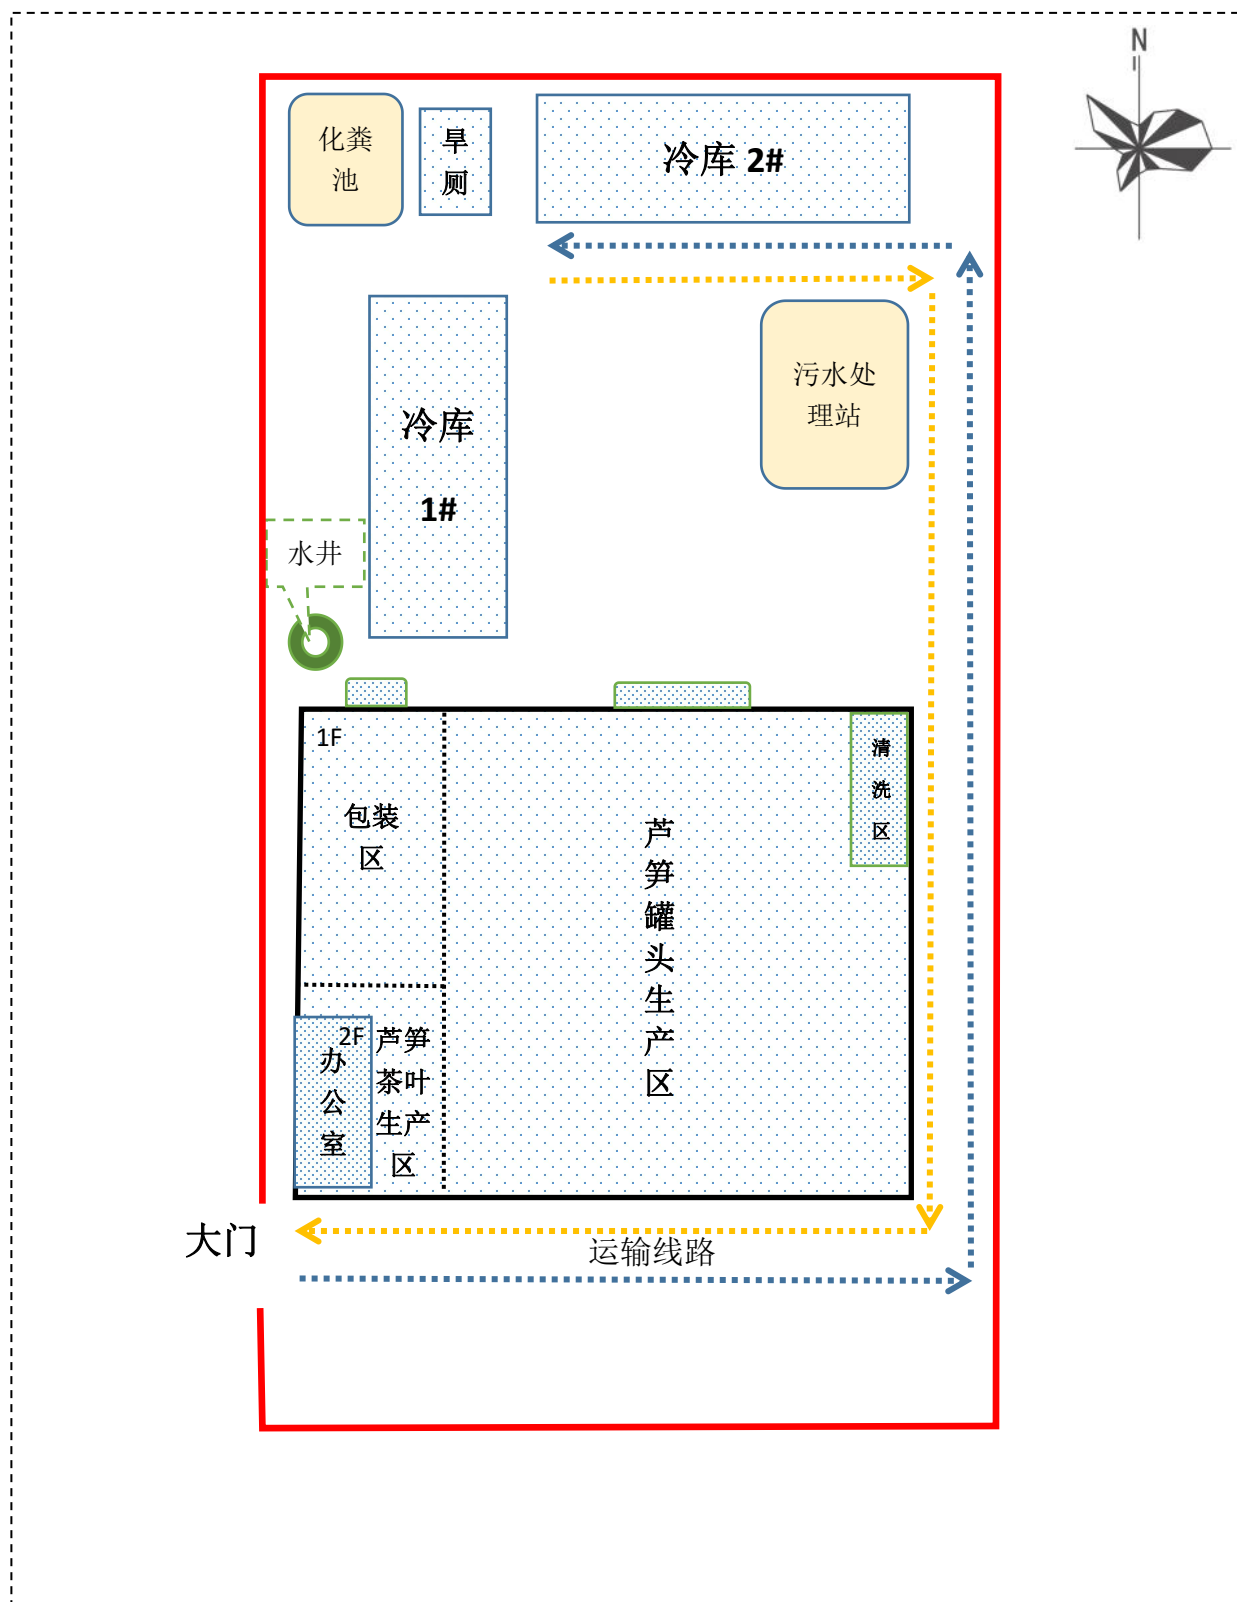 N
化粪
池
旱
厕
冷库 2#
污水处
理站
冷库
1#
水井
1F
包装
区
清
洗
区
芦
笋
罐
头
生
产
区
2F
办
公
室
芦笋
茶叶
生产
区
大门
运输线路